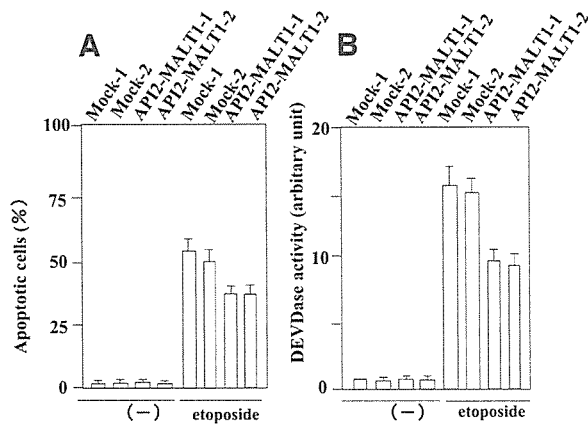 A
Mock-1
Mock-2
API2-MALT1-1
API2-MALT1-2
Mock-1
Mock-2
API2-MALT1-1
API2-MALT1-2
Apoptotic cells (%)
100
75
50
25
0
(−)
etoposide
B
Mock-1
Mock-2
API2-MALT1-1
API2-MALT1-2
Mock-1
Mock-2
API2-MALT1-1
API2-MALT1-2
DEVDase activity (arbitrary unit)
20
10
0
(−)
etoposide